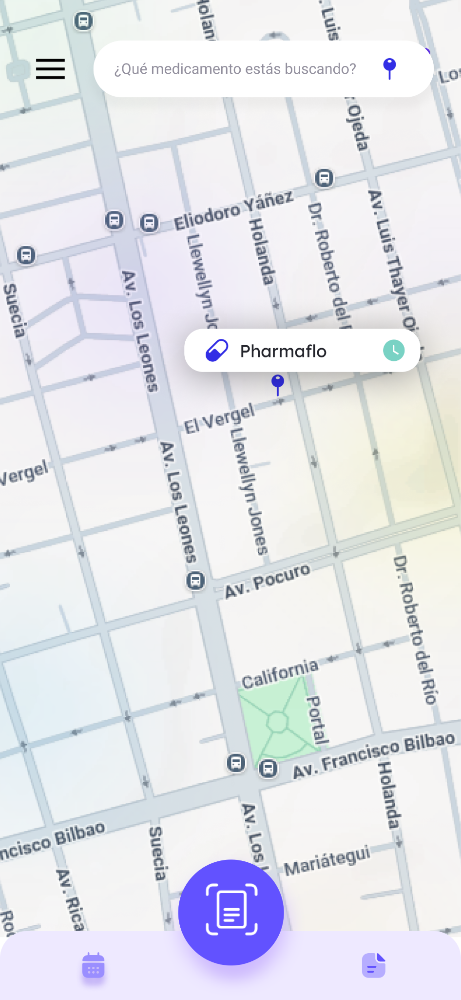 Holan
. Luis
¿Qué medicamento estás buscando?
Los
r Ojeda
Eliodoro Yáñez
Holanda
Dr. Roberto del
Av. Luis Thayer Oj
Llewellyn Jo
Av. Los Leones
Suecia
Pharmaflo
El Vergel
Llewellyn Jones
Av. Los Leones
Vergel
Av. Pocuro
Dr. Roberto del Río
California
Portal
Av. Francisco Bilbao
Holanda
Av. Los L
ncisco Bilbao
Suecia
Mariátegui
Av. Rica
Ro